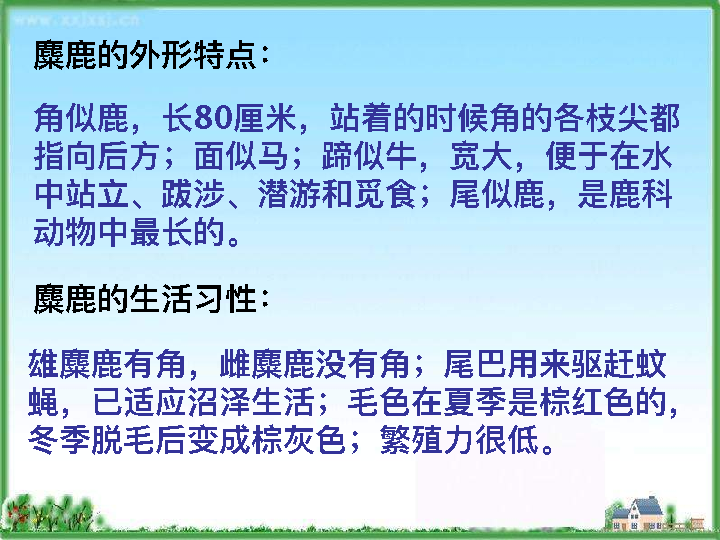 www.xxjxsj.cn
麋鹿的外形特点：
角似鹿，长80厘米，站着的时候角的各枝尖都
指向后方；面似马；蹄似牛，宽大，便于在水
中站立、跋涉、潜游和觅食；尾似鹿，是鹿科
动物中最长的。
麋鹿的生活习性：
雄麋鹿有角，雌麋鹿没有角；尾巴用来驱赶蚊
蝇，已适应沼泽生活；毛色在夏季是棕红色的，
冬季脱毛后变成棕灰色；繁殖力很低。